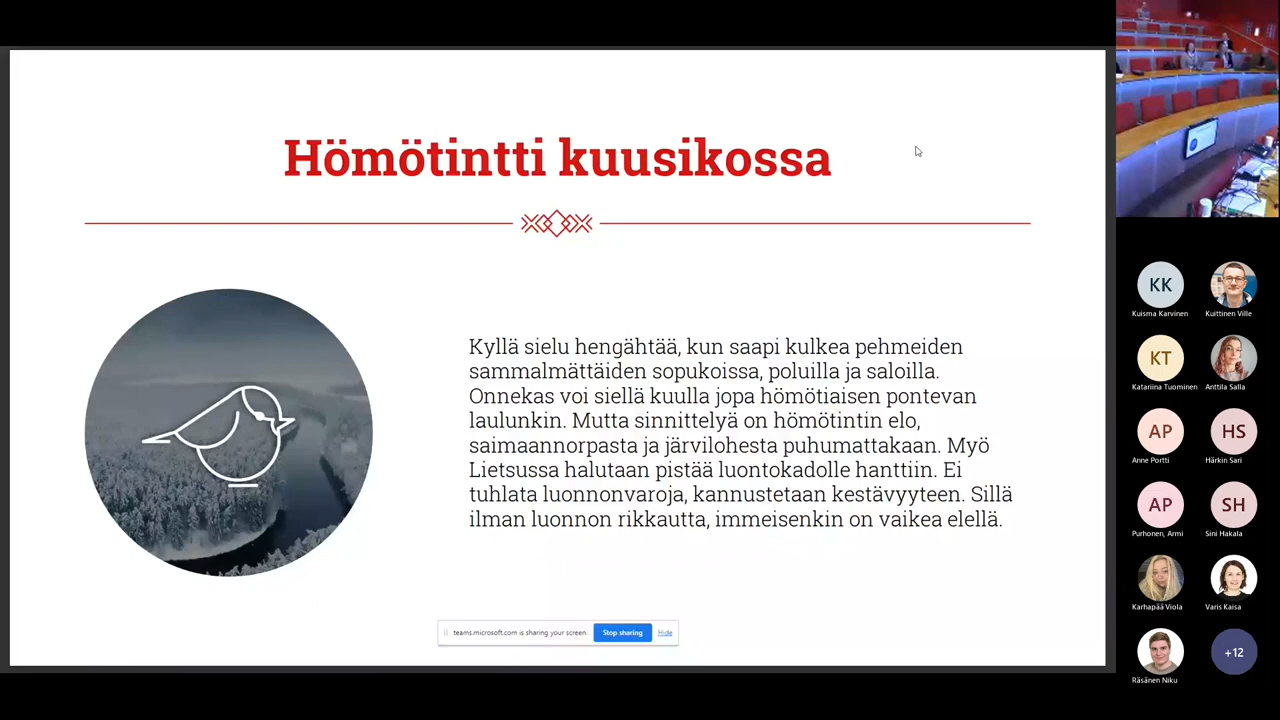 Hömötintti kuusikossa
Kyllä sielu hengähtää, kun saapi kulkea pehmeiden
sammalmättäiden sopukoissa, poluilla ja saloilla.
Onnekas voi siellä kuulla jopa hömötiaisen pontevan
laulunkin. Mutta sinnittelyä on hömötintin elo,
saimaannorpasta ja järvilohesta puhumattakaan. Myö
Lietsussa halutaan pistää luontokadolle hanttiin. Ei
tuhlata luonnonvaroja, kannustetaan kestävyyteen. Sillä
ilman luonnon rikkautta, immeisenkin on vaikea elellä.
teams.microsoft.com is sharing your screen. Stop sharing Hide
KK
Kuisma Karvinen Kuittinen Ville
KT
Katariina Tuominen Anttila Salla
AP HS
Anne Portti Härkin Sari
AP SH
Purhonen, Armi Sini Hakala
Karhapää Viola Varis Kaisa
+12
Räsänen Niku